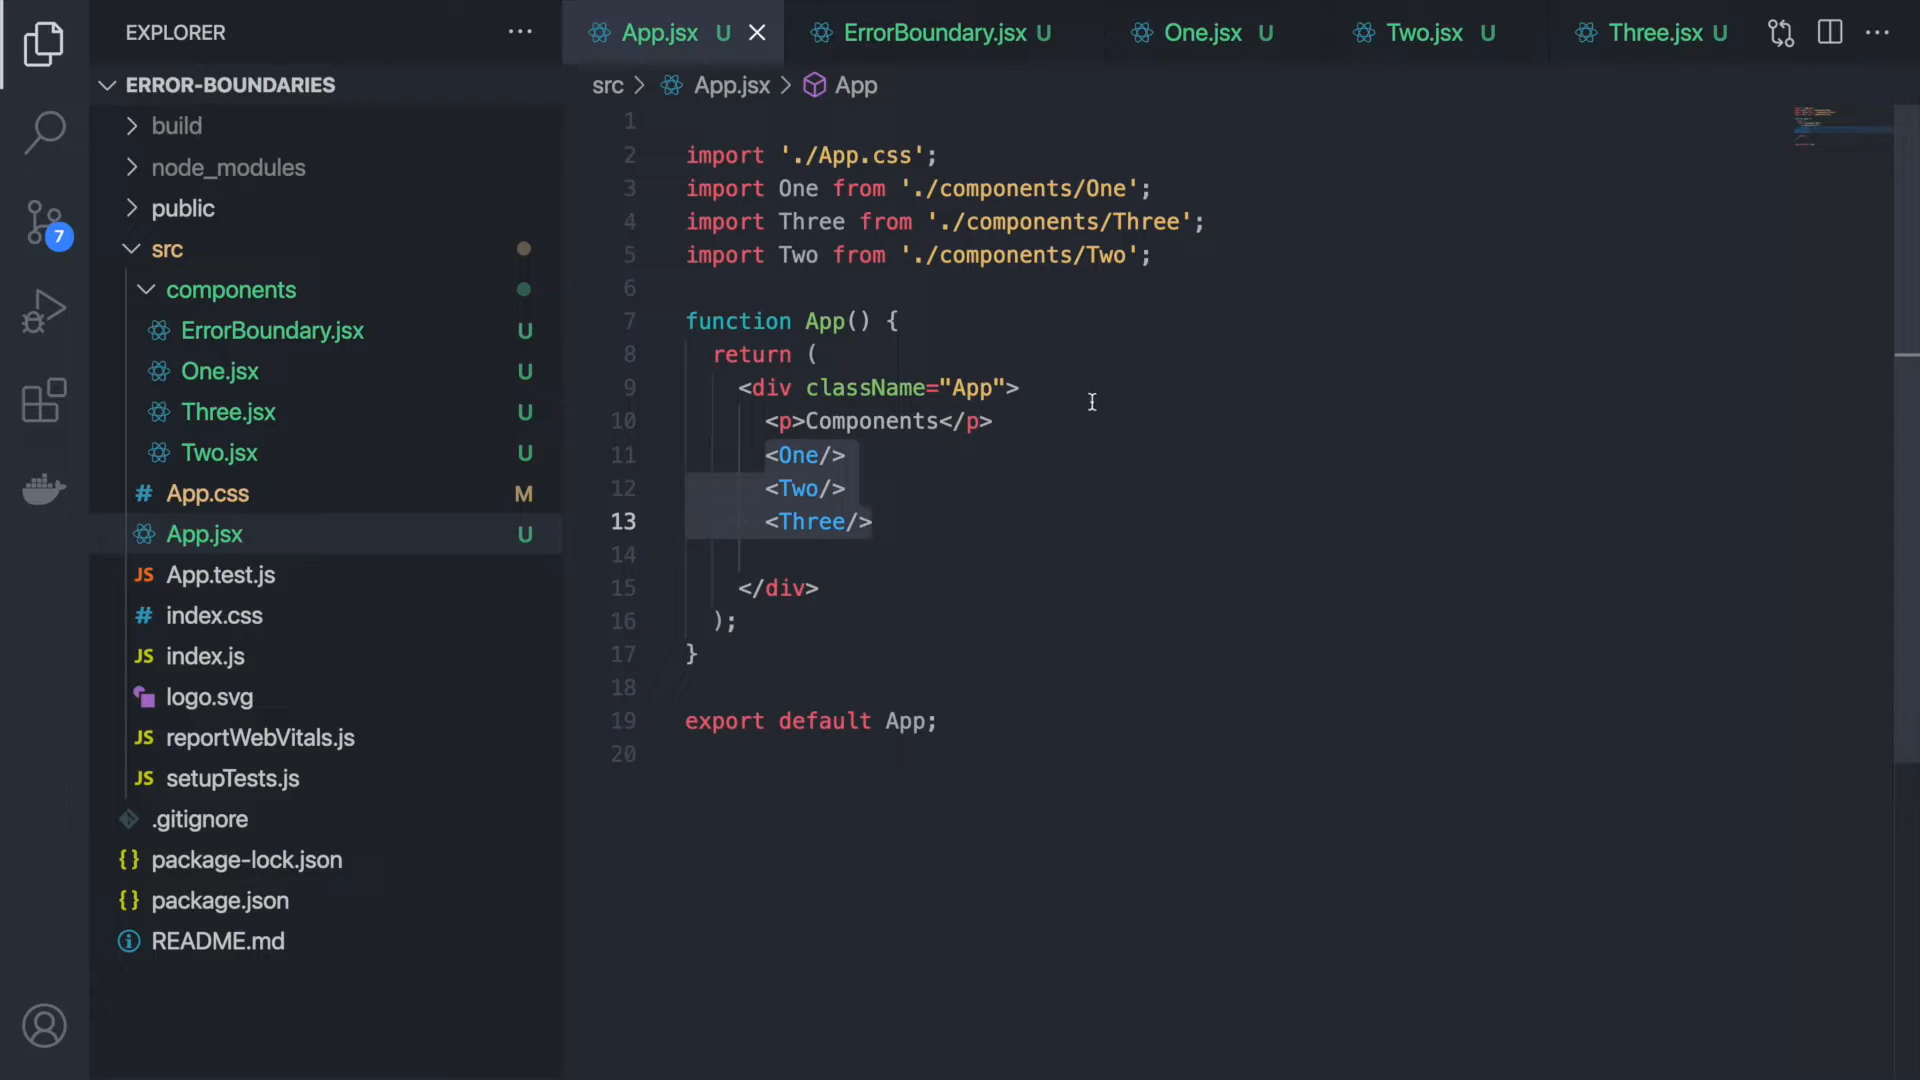 EXPLORER
ERROR-BOUNDARIES
build
node_modules
public
src
components
ErrorBoundary.jsx U
One.jsx U
Three.jsx U
Two.jsx U
# App.css M
App.jsx U
JS App.test.js
# index.css
JS index.js
logo.svg
JS reportWebVitals.js
JS setupTests.js
.gitignore
{} package-lock.json
{} package.json
README.md
7
App.jsx U
ErrorBoundary.jsx U
One.jsx U
Two.jsx U
Three.jsx U
src > App.jsx > App
1
2 import './App.css';
3 import One from './components/One';
4 import Three from './components/Three';
5 import Two from './components/Two';
6
7 function App() {
8 return (
9 <div className="App">
10 <p>Components</p>
11 <One/>
12 <Two/>
13 <Three/>
14
15 </div>
16 );
17 }
18
19 export default App;
20